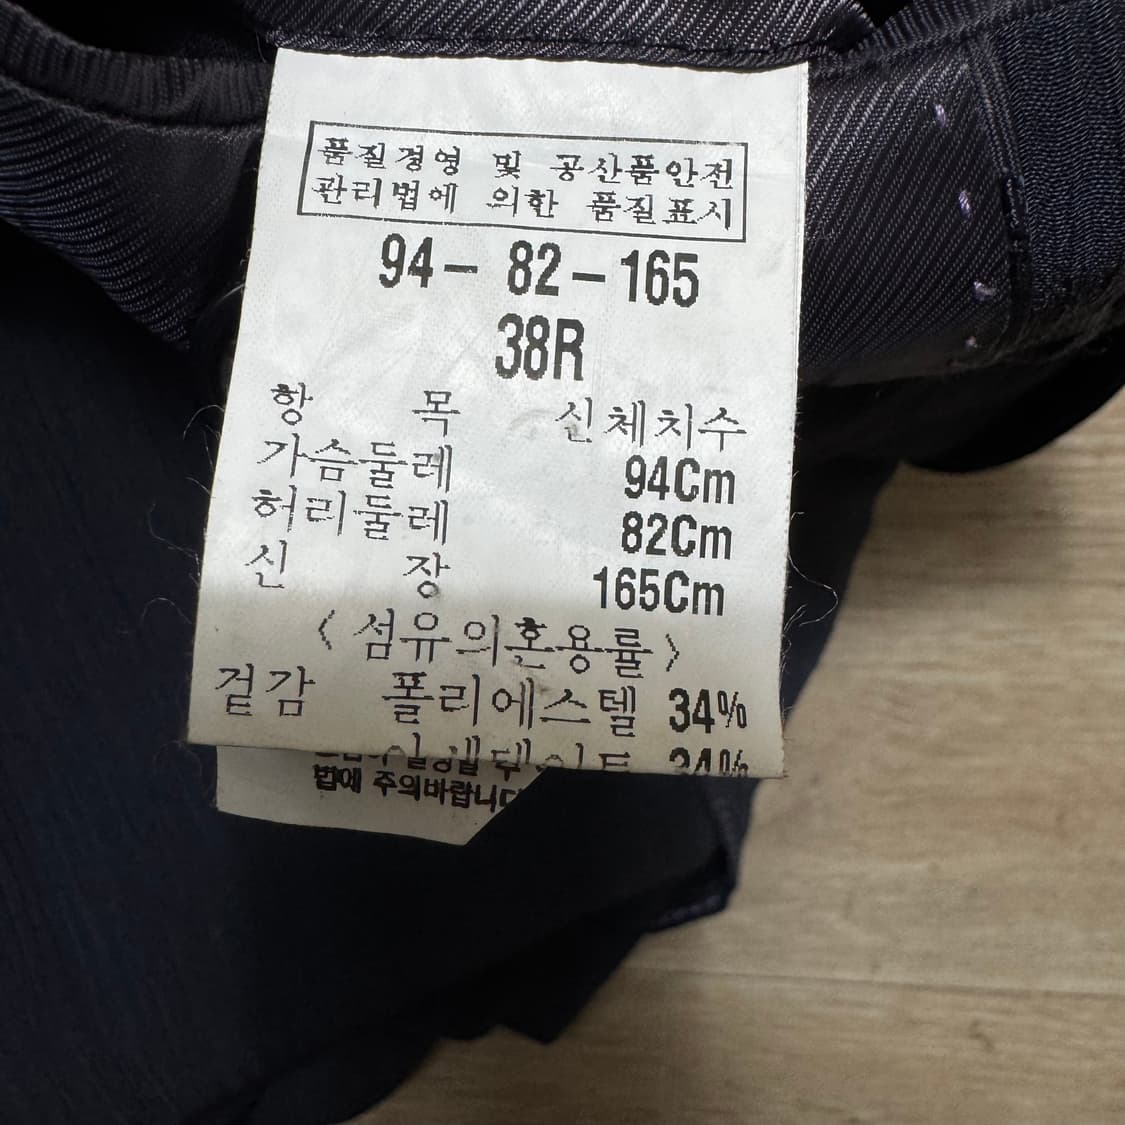 품질경영 및 공산품안전
관리법에 의한 품질표시
94- 82-165
38R
항 목 신체치수
가슴둘레 94Cm
허리둘레 82Cm
신 장 165Cm
〈섬유의혼용률〉
겉감 폴리에스텔 34%
법에 주의바랍니다